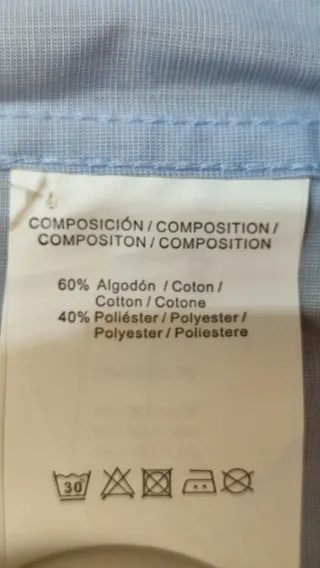 COMPOSICIÓN / COMPOSITION /
COMPOSITON / COMPOSITION
60% Algodón / Coton /
Cotton / Cotone
40% Poliéster / Polyester /
Polyester / Poliestere
30